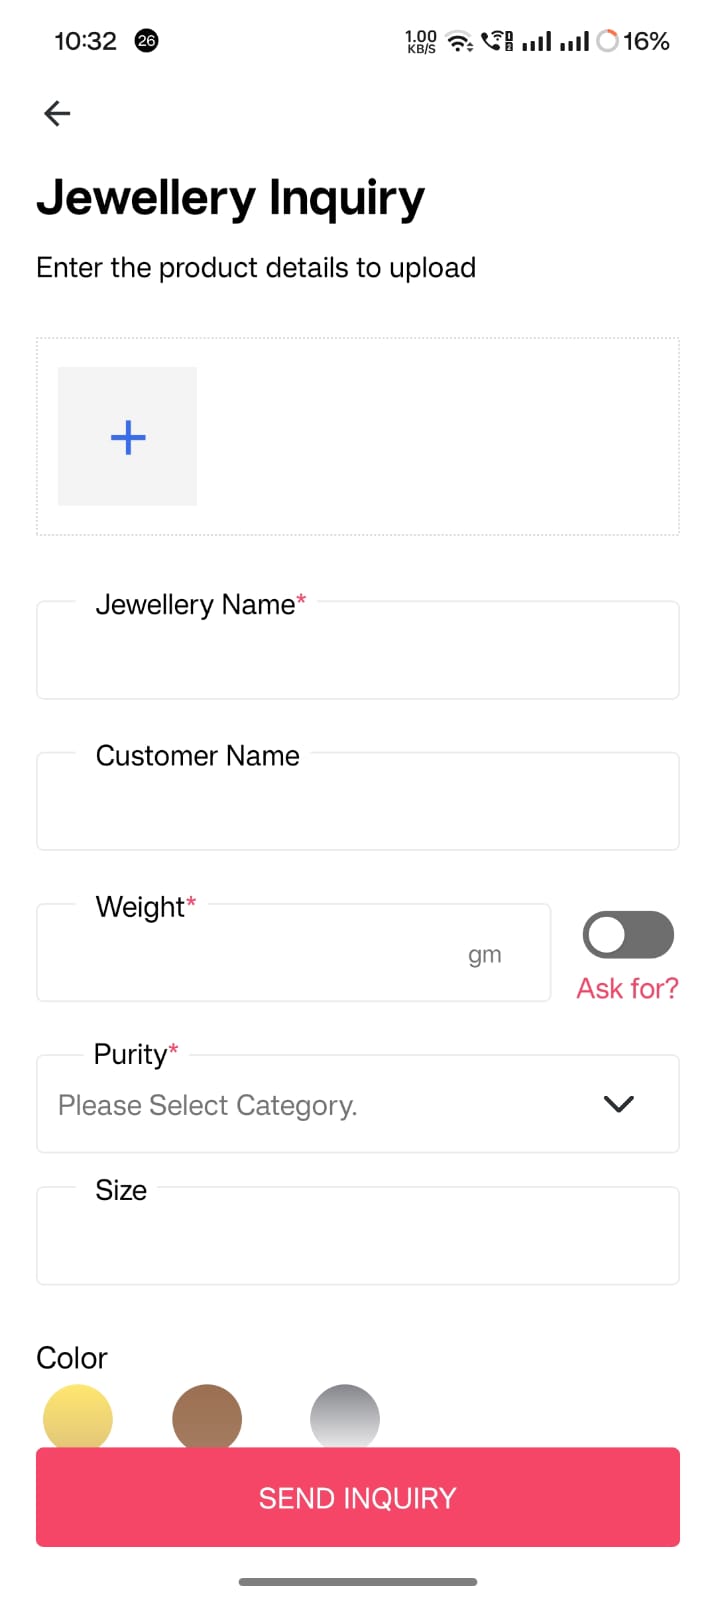 10:32 26 1.00 KB/S 16%
Jewellery Inquiry
Enter the product details to upload
Jewellery Name*
Customer Name
Weight*
gm
Ask for?
Purity*
Please Select Category.
Size
Color
SEND INQUIRY